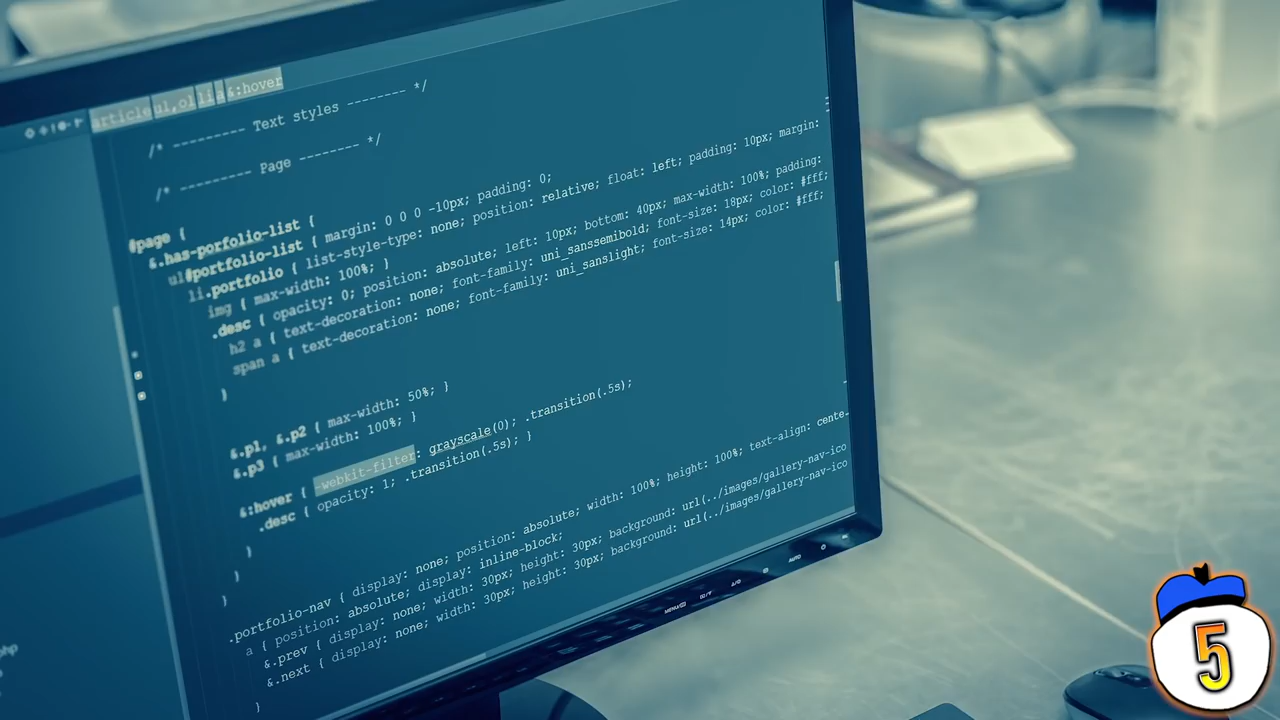 article ul,ol li a &:hover
/* --------- Text styles -------- */
/* --------- Page -------- */
#page {
&.has-porfolio-list {
ul#portfolio-list { margin: 0 0 0 -10px; padding: 0;
li.portfolio { list-style-type: none; position: relative; float: left; padding: 10px; margin:
img { max-width: 100%; }
.desc { opacity: 0; position: absolute; left: 10px; bottom: 40px; max-width: 100%; padding:
h2 a { text-decoration: none; font-family: uni_sanssemibold; font-size: 18px; color: #fff;
span a { text-decoration: none; font-family: uni_sanslight; font-size: 14px; color: #fff;
}
&.p1, &.p2 { max-width: 50%; }
&.p3 { max-width: 100%; }
&:hover { -webkit-filter: grayscale(0); .transition(.5s);
.desc { opacity: 1; .transition(.5s); }
}
}
}
.portfolio-nav { display: none; position: absolute; width: 100%; height: 100%; text-align: cente
a { position: absolute; display: inline-block;
&.prev { display: none; width: 30px; height: 30px; background: url(../images/gallery-nav-ico
&.next { display: none; width: 30px; height: 30px; background: url(../images/gallery-nav-ico
}
AUTO
5